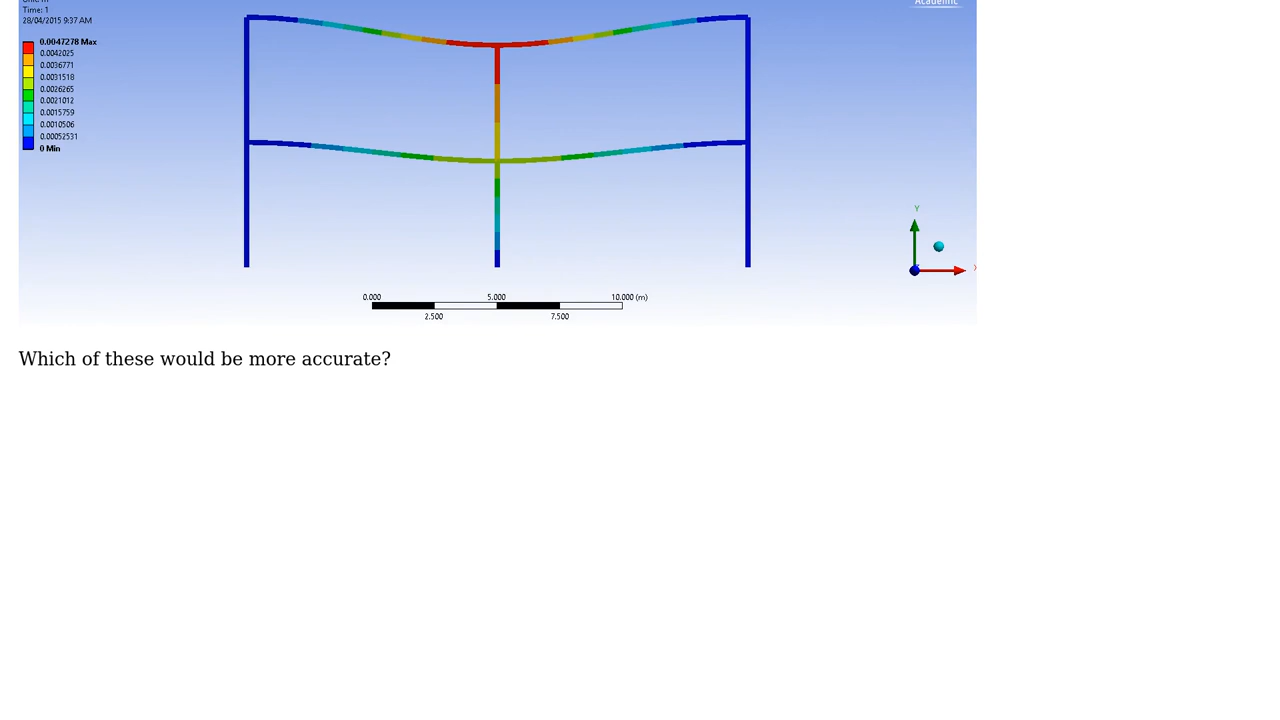 Time: 1
28/04/2015 9:37 AM
0.0047278 Max
0.0042025
0.0036771
0.0031518
0.0026265
0.0021012
0.0015759
0.0010506
0.00052531
0 Min
Y
0.000 5.000 10.000 (m)
2.500 7.500
Which of these would be more accurate?